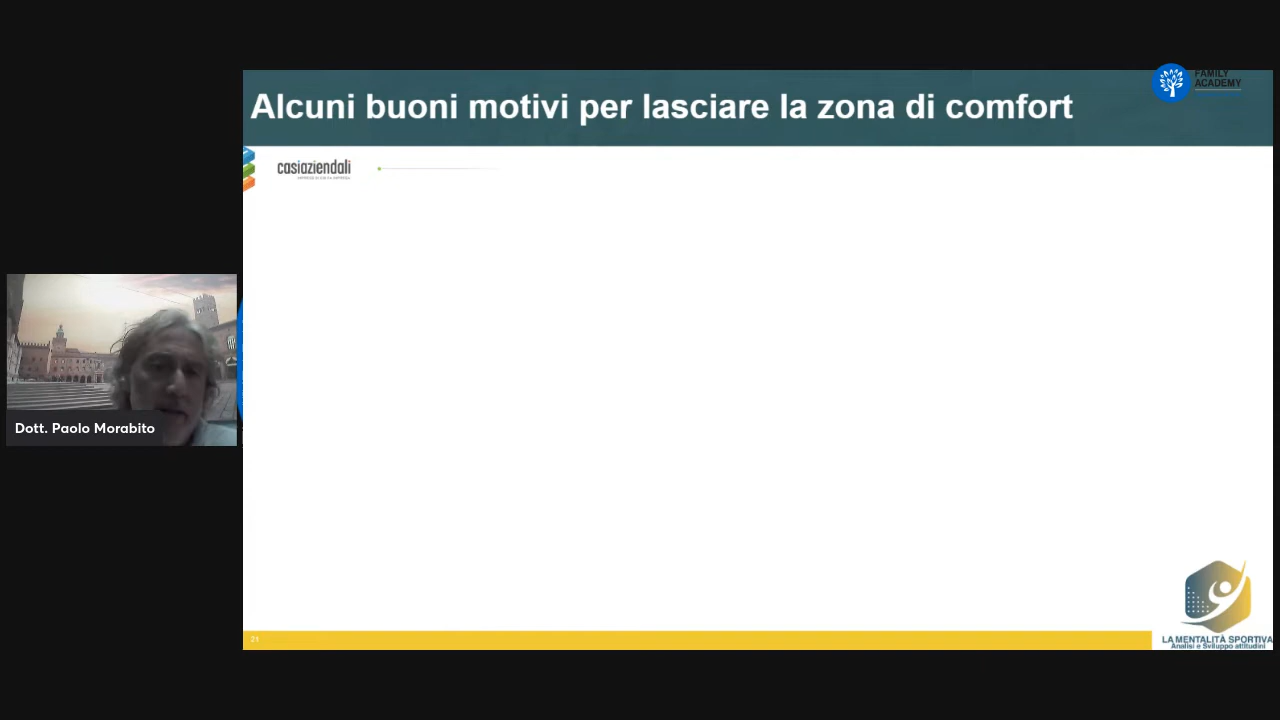 FAMILY
ACADEMY
Alcuni buoni motivi per lasciare la zona di comfort
casiaziendali
Dott. Paolo Morabito
21
LA MENTALITÀ SPORTIVA
Analisi e Sviluppo attitudini